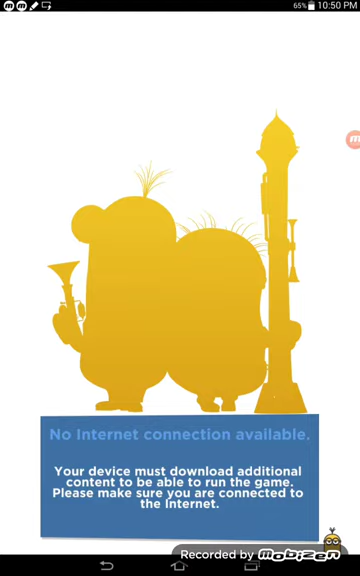 65% 10:50 PM
No Internet connection available.
Your device must download additional
content to be able to run the game.
Please make sure you are connected to
the Internet.
Recorded by mobizen